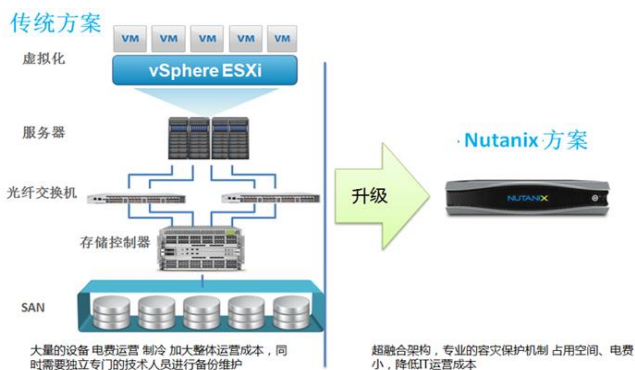 传统方案
VM VM VM VM VM
虚拟化
vSphere ESXi
服务器
·Nutanix方案
光纤交换机
升级
NUTANIX
存储控制器
SAN
大量的设备 电费运营 制冷 加大整体运营成本，同
时需要独立专门的技术人员进行备份维护
超融合架构，专业的容灾保护机制 占用空间、电费
小，降低IT运营成本